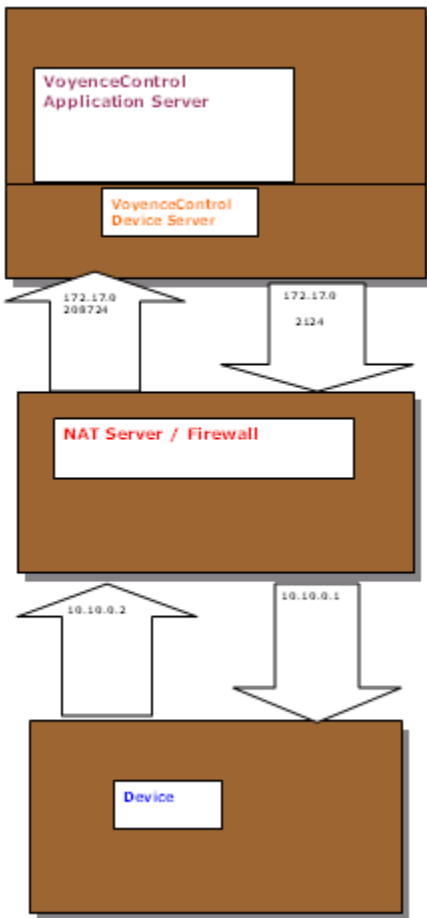 VoyenceControl
Application Server
VoyenceControl
Device Server
172.17.0
208724
172.17.0
2124
NAT Server / Firewall
10.10.0.2
10.10.0.1
Device